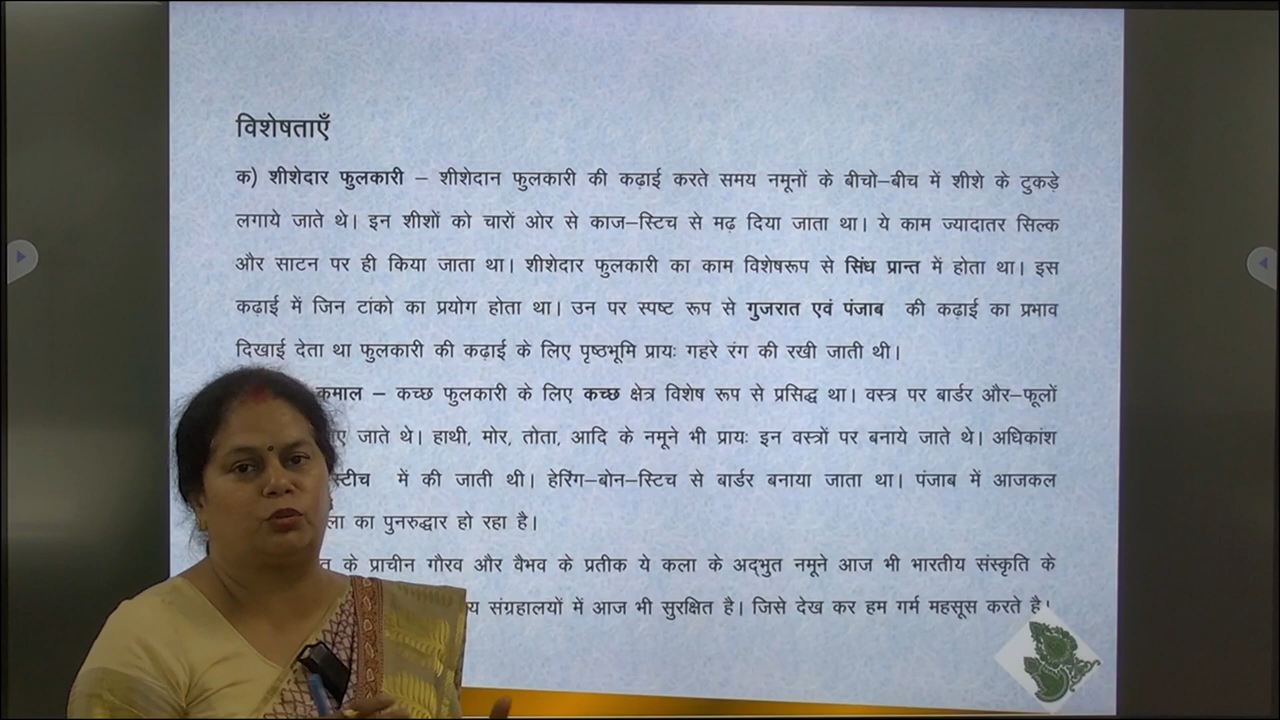 विशेषताएँ
क) शीशेदार फुलकारी – शीशेदान फुलकारी की कढ़ाई करते समय नमूनों के बीचो–बीच में शीशे के टुकड़े
लगाये जाते थे। इन शीशों को चारों ओर से काज–स्टिच से मढ़ दिया जाता था। ये काम ज्यादातर सिल्क
और साटन पर ही किया जाता था। शीशेदार फुलकारी का काम विशेषरूप से सिंध प्रान्त में होता था। इस
कढ़ाई में जिन टांको का प्रयोग होता था। उन पर स्पष्ट रूप से गुजरात एवं पंजाब की कढ़ाई का प्रभाव
दिखाई देता था फुलकारी की कढ़ाई के लिए पृष्ठभूमि प्रायः गहरे रंग की रखी जाती थी।
कमाल – कच्छ फुलकारी के लिए कच्छ क्षेत्र विशेष रूप से प्रसिद्ध था। वस्त्र पर बार्डर और–फूलों
जाते थे। हाथी, मोर, तोता, आदि के नमूने भी प्रायः इन वस्त्रों पर बनाये जाते थे। अधिकांश
स्टीच में की जाती थी। हेरिंग–बोन–स्टिच से बार्डर बनाया जाता था। पंजाब में आजकल
का पुनरुद्धार हो रहा है।
के प्राचीन गौरव और वैभव के प्रतीक ये कला के अद्भुत नमूने आज भी भारतीय संस्कृति के
संग्रहालयों में आज भी सुरक्षित है। जिसे देख कर हम गर्म महसूस करते है।